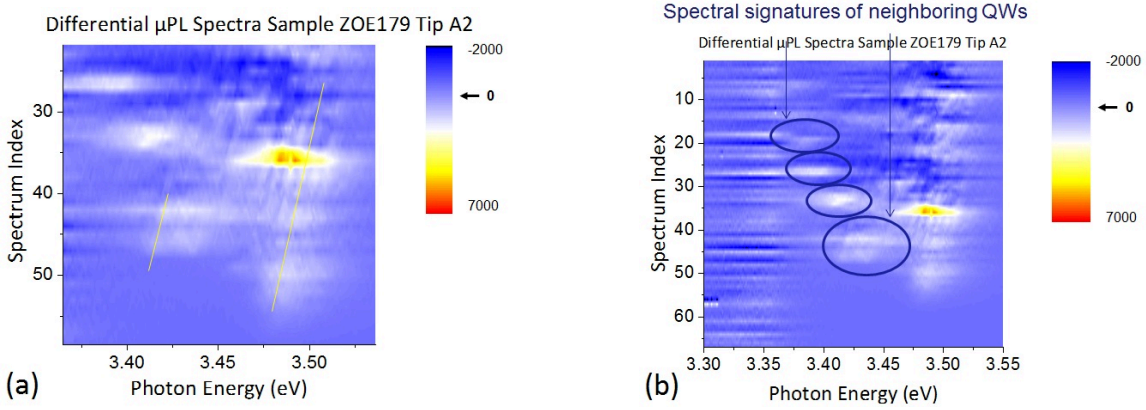 Differential µPL Spectra Sample ZOE179 Tip A2
-2000
0
7000
30
40
50
Spectrum Index
3.40
3.45
3.50
Photon Energy (eV)
(a)
Spectral signatures of neighboring QWs
Differential µPL Spectra Sample ZOE179 Tip A2
-2000
0
7000
10
20
30
40
50
60
Spectrum Index
3.30
3.35
3.40
3.45
3.50
3.55
Photon Energy (eV)
(b)